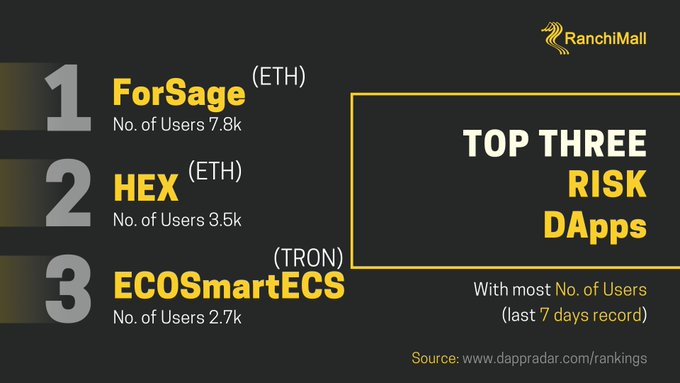 RanchiMall
1
ForSage (ETH)
No. of Users 7.8k
2
HEX (ETH)
No. of Users 3.5k
3
ECOSmartECS (TRON)
No. of Users 2.7k
TOP THREE
RISK
DApps
With most No. of Users
(last 7 days record)
Source: www.dappradar.com/rankings